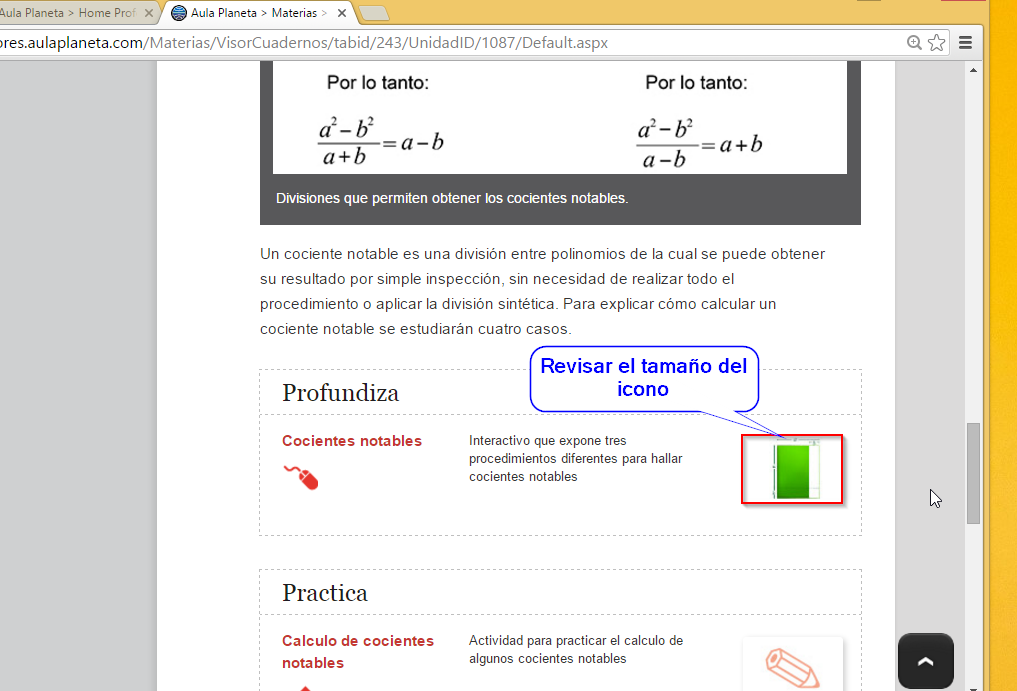 Aula Planeta > Home Prof
Aula Planeta > Materias >
ores.aulaplaneta.com/Materias/VisorCuadernos/tabid/243/UnidadID/1087/Default.aspx
Por lo tanto: Por lo tanto:
(a² − b²)/(a + b) = a − b (a² − b²)/(a − b) = a + b
Divisiones que permiten obtener los cocientes notables.
Un cociente notable es una división entre polinomios de la cual se puede obtener
su resultado por simple inspección, sin necesidad de realizar todo el
procedimiento o aplicar la división sintética. Para explicar cómo calcular un
cociente notable se estudiarán cuatro casos.
Revisar el tamaño del
icono
Profundiza
Cocientes notables
Interactivo que expone tres
procedimientos diferentes para hallar
cocientes notables
Practica
Calculo de cocientes
notables
Actividad para practicar el calculo de
algunos cocientes notables